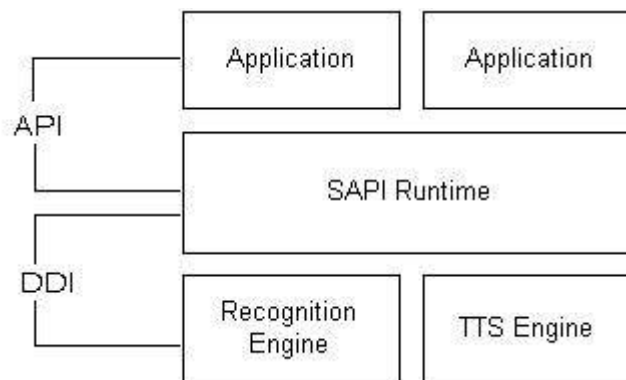 Application
Application
API
SAPI Runtime
DDI
Recognition
Engine
TTS Engine